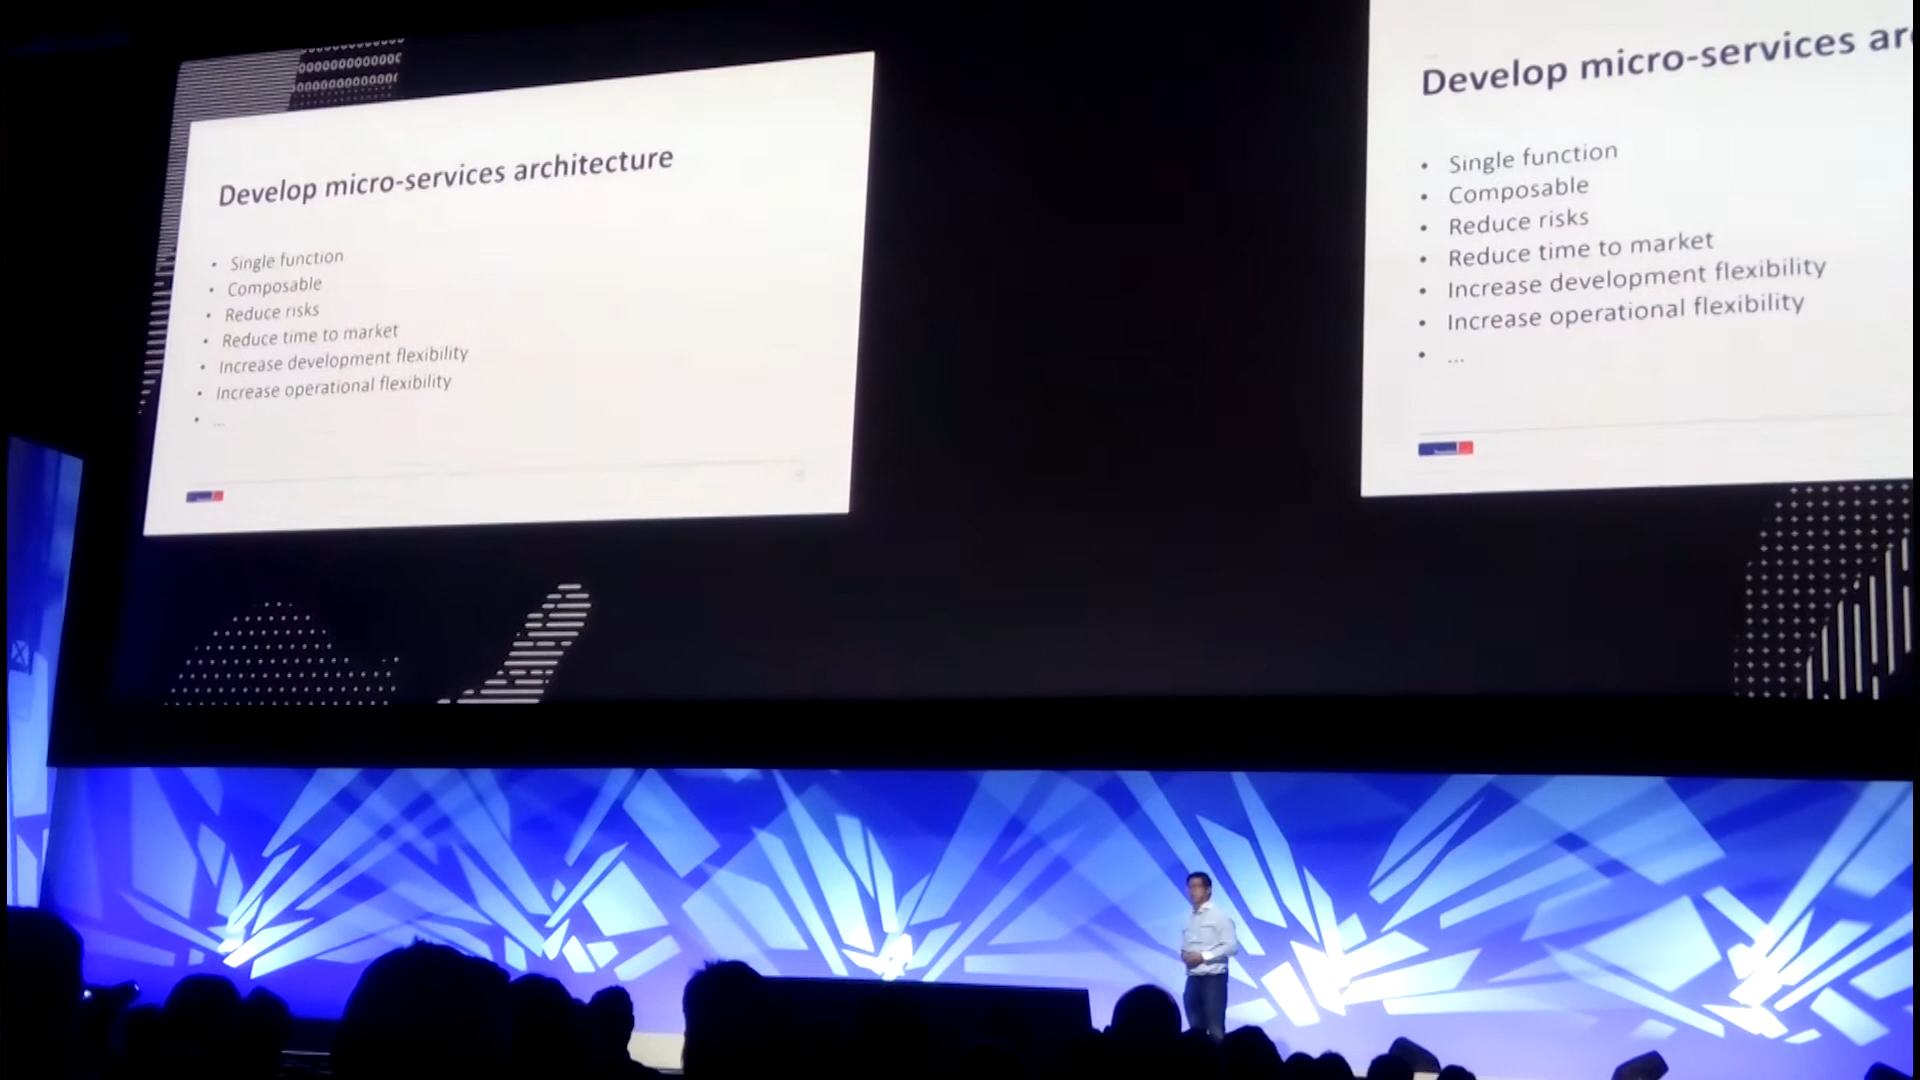 Develop micro-services architecture
• Single function
• Composable
• Reduce risks
• Reduce time to market
• Increase development flexibility
• Increase operational flexibility
• ...
Develop micro-services ar
• Single function
• Composable
• Reduce risks
• Reduce time to market
• Increase development flexibility
• Increase operational flexibility
• ...